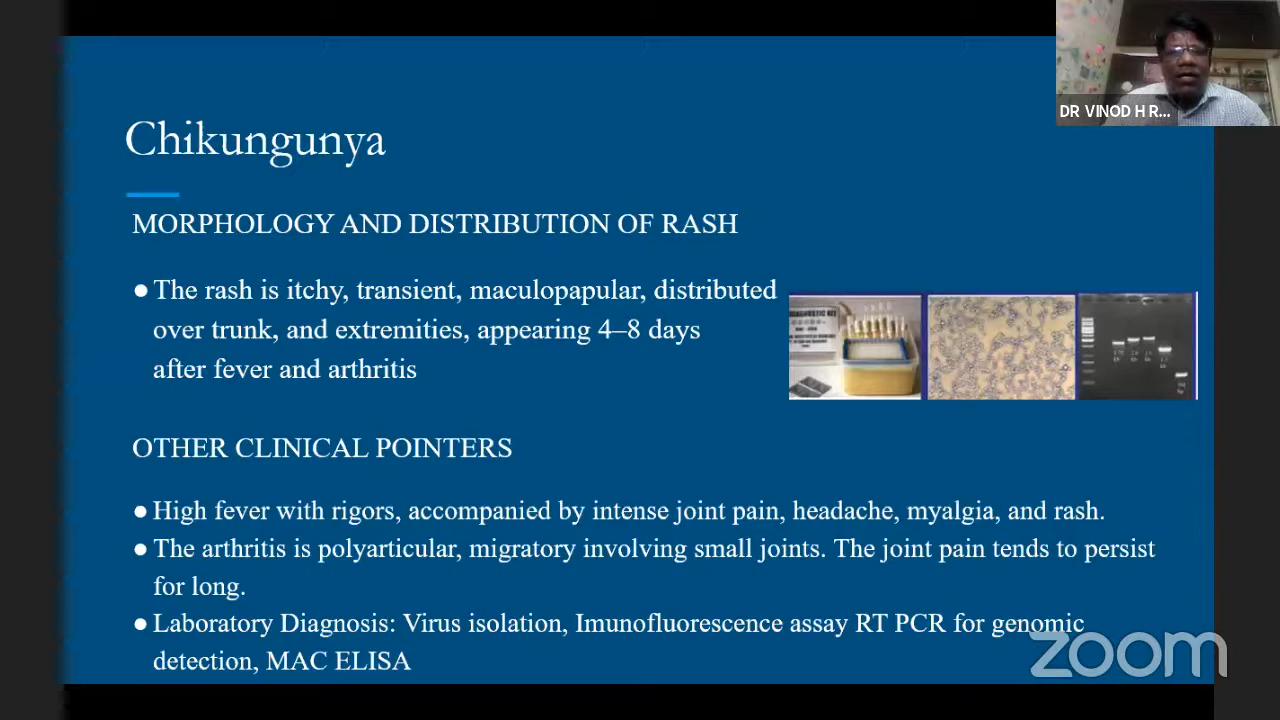 DR VINOD H R...
Chikungunya
MORPHOLOGY AND DISTRIBUTION OF RASH
● The rash is itchy, transient, maculopapular, distributed
over trunk, and extremities, appearing 4–8 days
after fever and arthritis
OTHER CLINICAL POINTERS
● High fever with rigors, accompanied by intense joint pain, headache, myalgia, and rash.
● The arthritis is polyarticular, migratory involving small joints. The joint pain tends to persist
for long.
● Laboratory Diagnosis: Virus isolation, Imunofluorescence assay RT PCR for genomic
detection, MAC ELISA
zoom